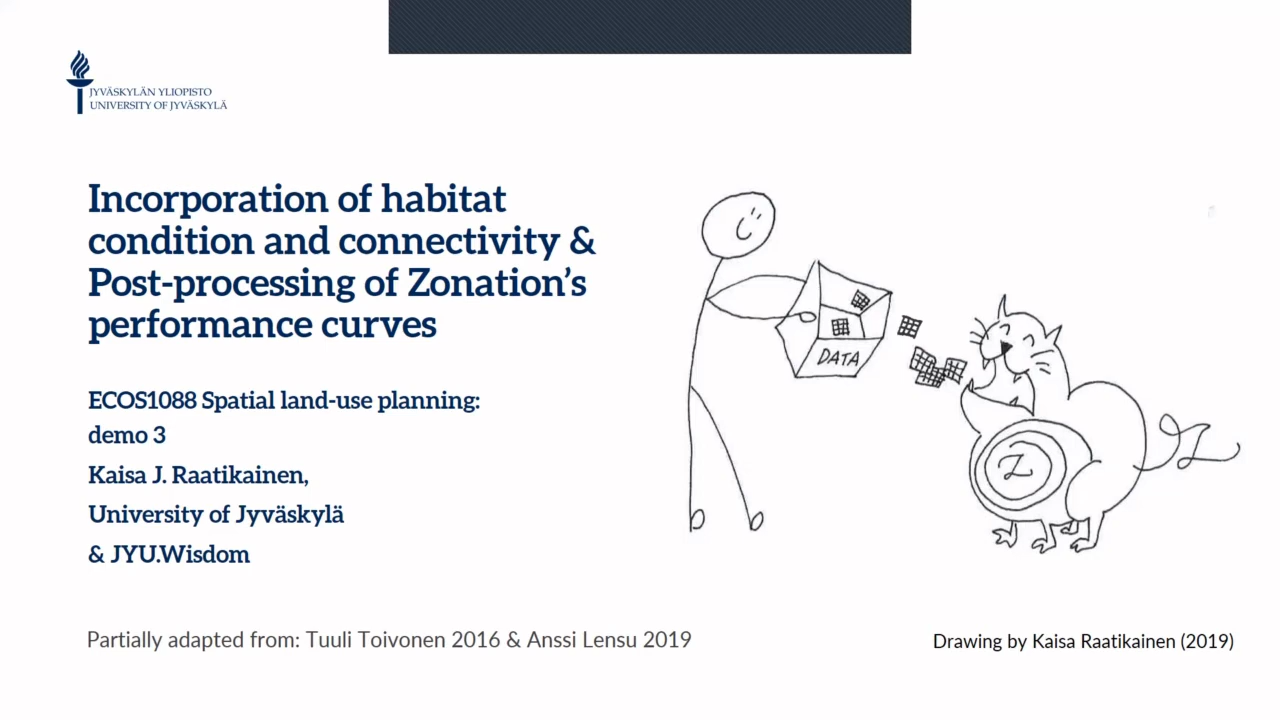 JYVÄSKYLÄN YLIOPISTO
UNIVERSITY OF JYVÄSKYLÄ
Incorporation of habitat
condition and connectivity &
Post-processing of Zonation’s
performance curves
ECOS1088 Spatial land-use planning:
demo 3
Kaisa J. Raatikainen,
University of Jyväskylä
& JYU.Wisdom
DATA
Z
Z
Partially adapted from: Tuuli Toivonen 2016 & Anssi Lensu 2019
Drawing by Kaisa Raatikainen (2019)